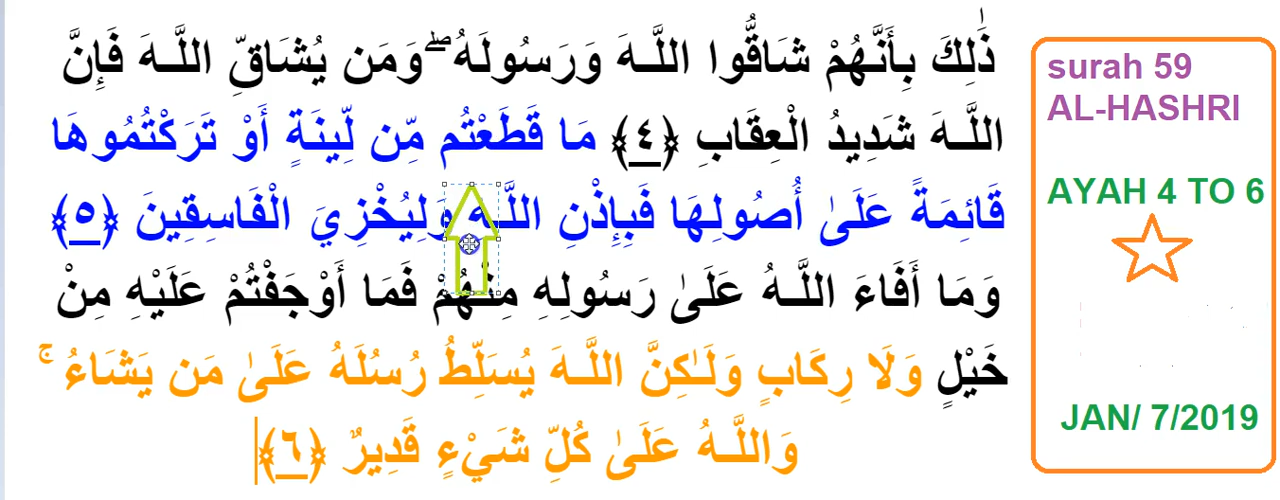 ذَٰلِكَ بِأَنَّهُمْ شَاقُّوا اللَّـهَ وَرَسُولَهُ ۖ وَمَن يُشَاقِّ اللَّـهَ فَإِنَّ
اللَّـهَ شَدِيدُ الْعِقَابِ ﴿٤﴾ مَا قَطَعْتُم مِّن لِّينَةٍ أَوْ تَرَكْتُمُوهَا
قَائِمَةً عَلَىٰ أُصُولِهَا فَبِإِذْنِ اللَّـهِ وَلِيُخْزِيَ الْفَاسِقِينَ ﴿٥﴾
وَمَا أَفَاءَ اللَّـهُ عَلَىٰ رَسُولِهِ مِنْهُمْ فَمَا أَوْجَفْتُمْ عَلَيْهِ مِنْ
خَيْلٍ وَلَا رِكَابٍ وَلَـٰكِنَّ اللَّـهَ يُسَلِّطُ رُسُلَهُ عَلَىٰ مَن يَشَاءُ ۚ
وَاللَّـهُ عَلَىٰ كُلِّ شَيْءٍ قَدِيرٌ ﴿٦﴾
surah 59
AL-HASHRI
AYAH 4 TO 6
JAN/ 7/2019